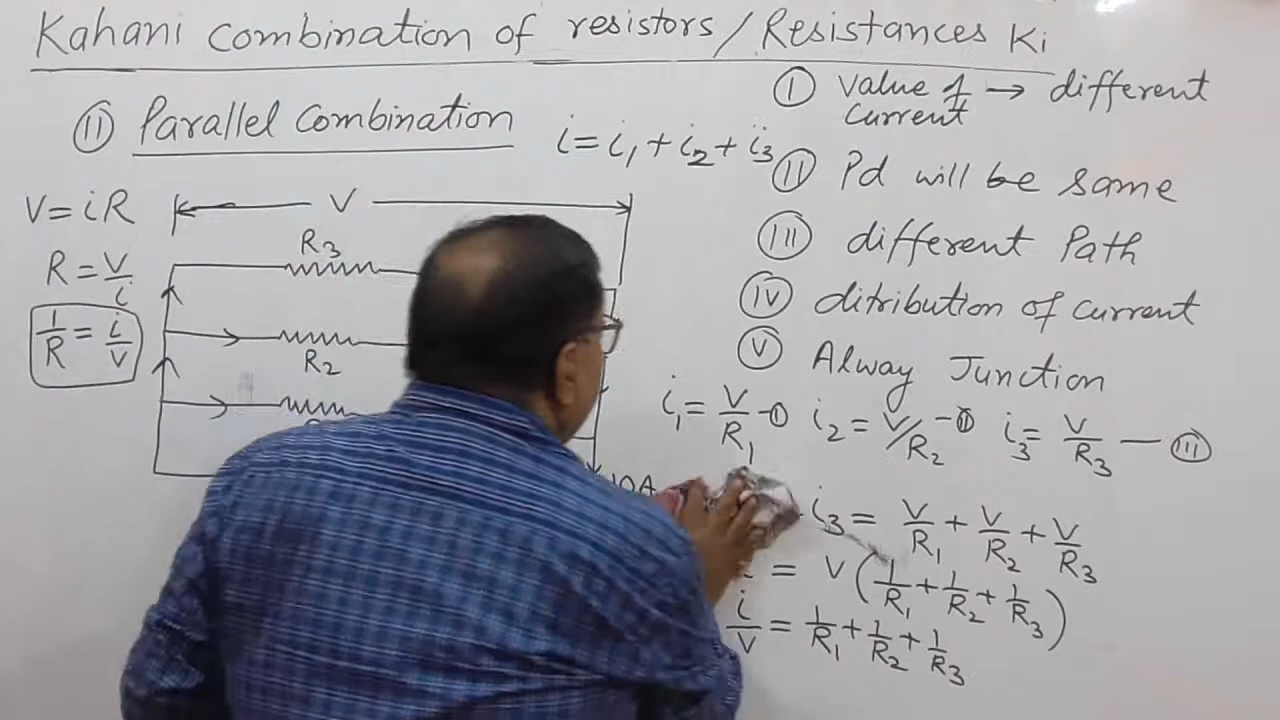 Kahani Combination of resistors / Resistances Ki
II Parallel Combination
i = i₁ + i₂ + i₃
V = iR
R = V/i
1/R = i/V
V
R₃
R₂
10A
I value of current → different
II Pd will be same
III different Path
IV ditribution of current
V Alway Junction
i₁ = V/R₁ – I i₂ = V/R₂ – II i₃ = V/R₃ — III
i₃ = V/R₁ + V/R₂ + V/R₃
= V(1/R₁ + 1/R₂ + 1/R₃)
i/V = 1/R₁ + 1/R₂ + 1/R₃